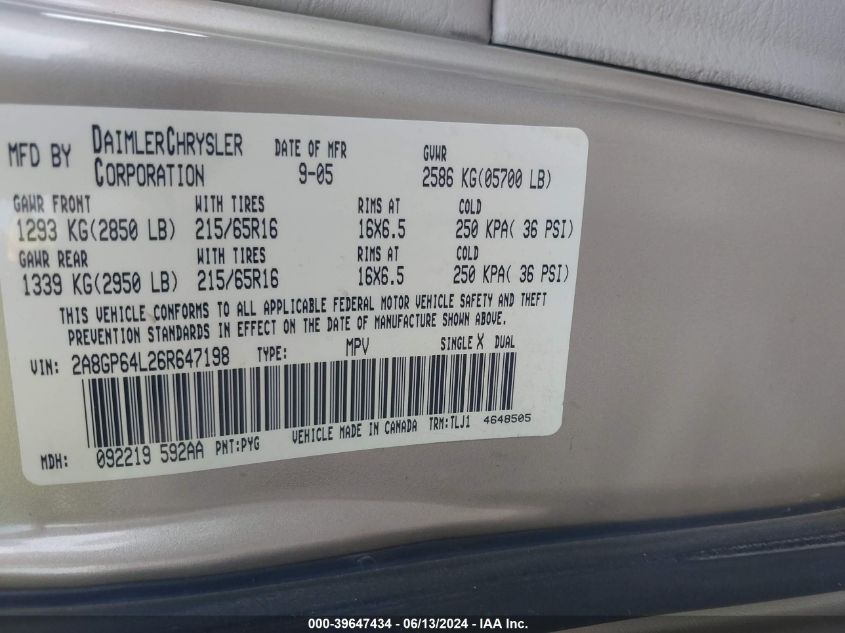 MFD BY DAIMLERCHRYSLER CORPORATION DATE OF MFR 9-05 GVWR 2586 KG(05700 LB)
GAWR FRONT WITH TIRES RIMS AT COLD
1293 KG(2850 LB) 215/65R16 16X6.5 250 KPA( 36 PSI)
GAWR REAR WITH TIRES RIMS AT COLD
1339 KG(2950 LB) 215/65R16 16X6.5 250 KPA( 36 PSI)
THIS VEHICLE CONFORMS TO ALL APPLICABLE FEDERAL MOTOR VEHICLE SAFETY AND THEFT
PREVENTION STANDARDS IN EFFECT ON THE DATE OF MANUFACTURE SHOWN ABOVE.
VIN: 2A8GP64L26R647198 TYPE: MPV SINGLE X DUAL
MDH: 092219 592AA PNT:PYG VEHICLE MADE IN CANADA TRM:TLJ1 4648505
000-39647434 - 06/13/2024 - IAA Inc.